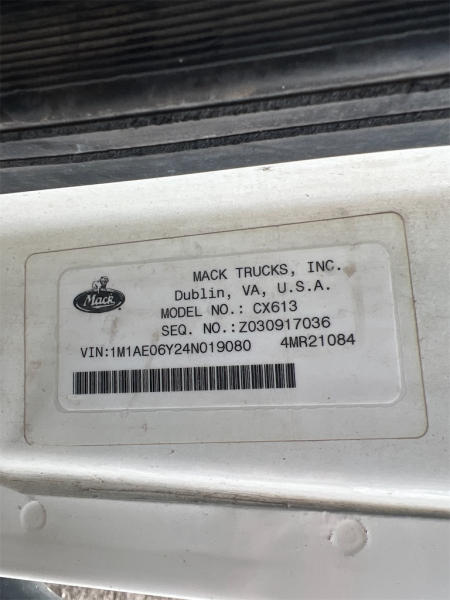 Mack
MACK TRUCKS, INC.
Dublin, VA, U.S.A.
MODEL NO.: CX613
SEQ. NO.:Z030917036
VIN:1M1AE06Y24N019080 4MR21084